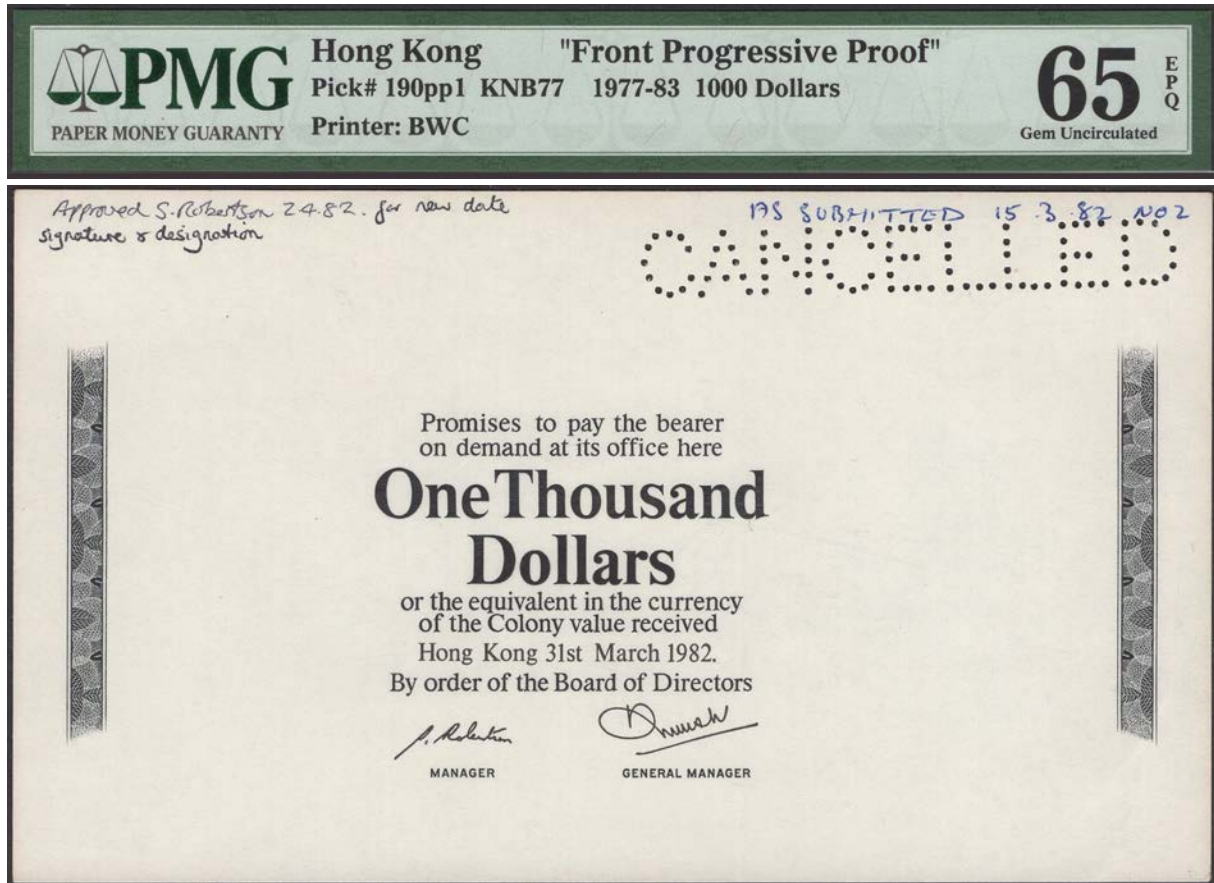 PMG
PAPER MONEY GUARANTY
Hong Kong "Front Progressive Proof"
Pick# 190pp1 KNB77 1977-83 1000 Dollars
Printer: BWC
65
EPQ
Gem Uncirculated
Approved S. Robertson 2.4.82. for new date
signature & designation
AS SUBMITTED 15.3.82 NO2
CANCELLED
Promises to pay the bearer
on demand at its office here
One Thousand
Dollars
or the equivalent in the currency
of the Colony value received
Hong Kong 31st March 1982.
By order of the Board of Directors
S. Robertson
MANAGER
GENERAL MANAGER